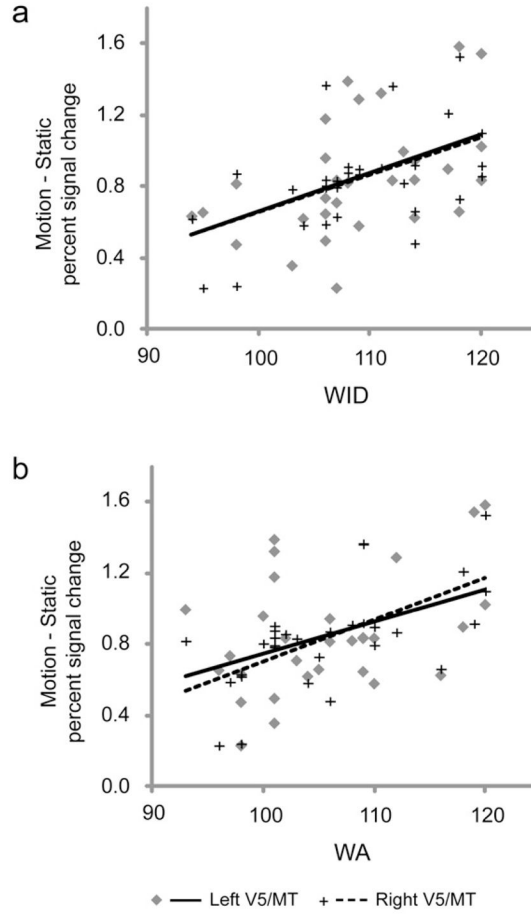 a
Motion - Static
percent signal change
1.6
1.2
0.8
0.4
0.0
90
100
110
120
WID
b
Motion - Static
percent signal change
1.6
1.2
0.8
0.4
0.0
90
100
110
120
WA
Left V5/MT
Right V5/MT